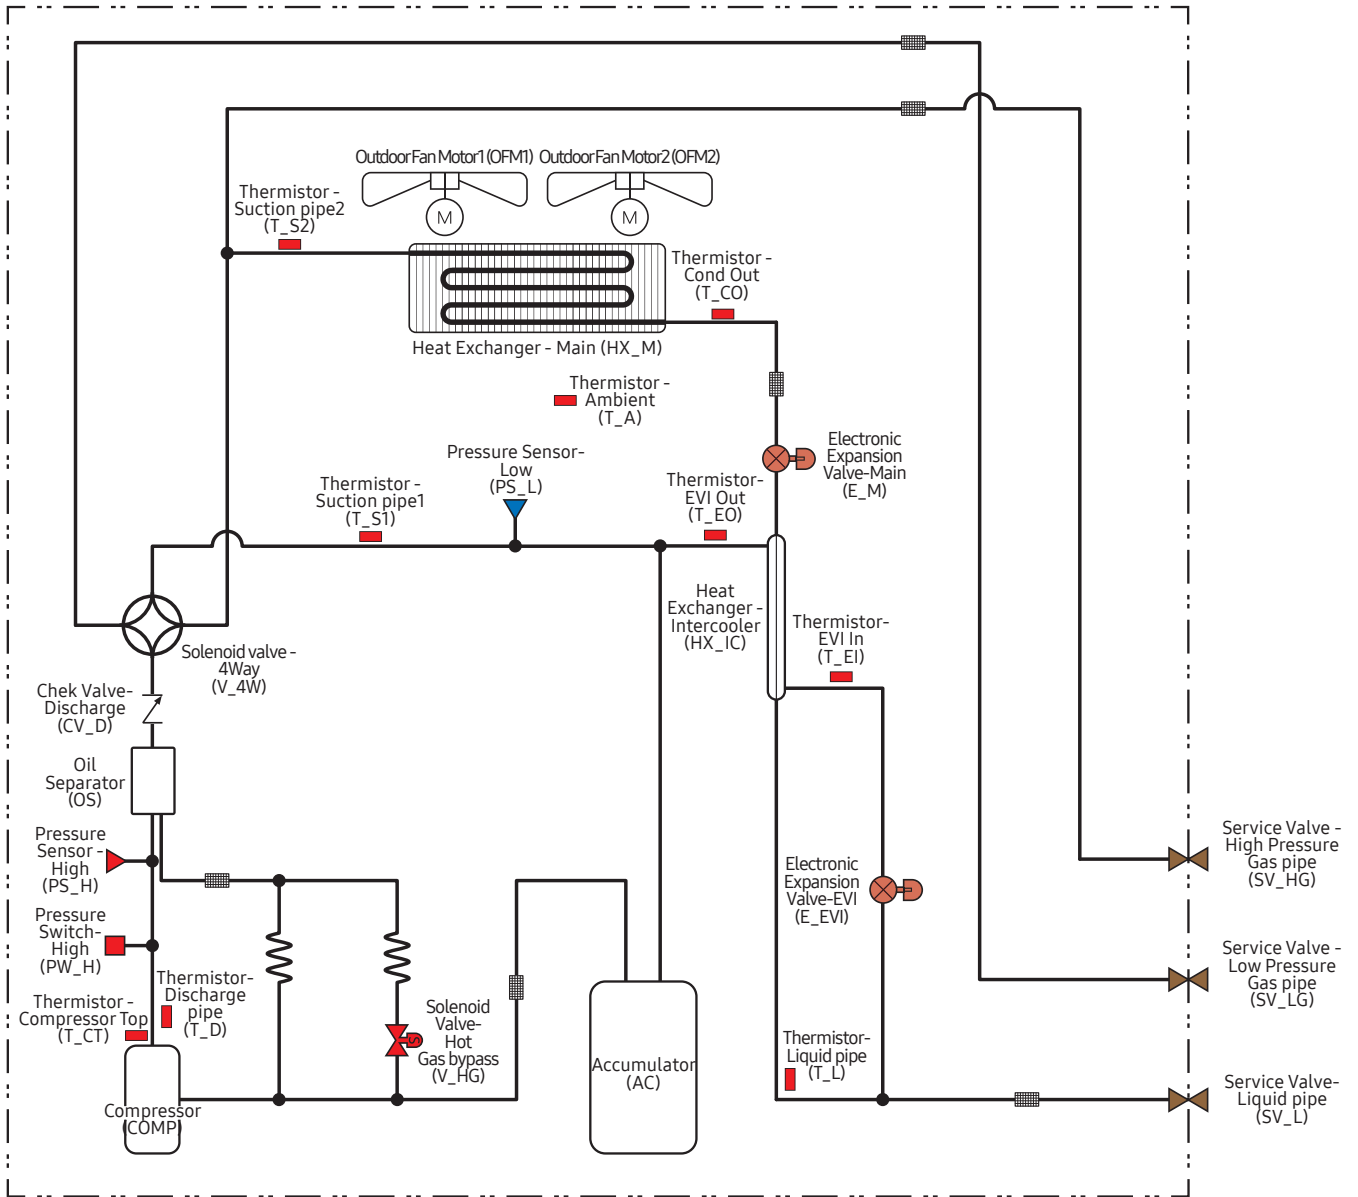 Outdoor Fan Motor1 (OFM1)
Outdoor Fan Motor2 (OFM2)
M
M
Thermistor -
Suction pipe2
(T_S2)
Thermistor -
Cond Out
(T_CO)
Heat Exchanger - Main (HX_M)
Thermistor -
Ambient
(T_A)
Electronic
Expansion
Valve-Main
(E_M)
Pressure Sensor-
Low
(PS_L)
Thermistor -
Suction pipe1
(T_S1)
Thermistor-
EVI Out
(T_EO)
Heat
Exchanger -
Intercooler
(HX_IC)
Thermistor-
EVI In
(T_EI)
Solenoid valve -
4Way
(V_4W)
Chek Valve-
Discharge
(CV_D)
Oil
Separator
(OS)
Pressure
Sensor -
High
(PS_H)
Pressure
Switch-
High
(PW_H)
Thermistor-
Discharge
pipe
(T_D)
Thermistor -
Compressor Top
(T_CT)
Solenoid
Valve-
Hot
Gas bypass
(V_HG)
S
Compressor
(COMP)
Accumulator
(AC)
Electronic
Expansion
Valve-EVI
(E_EVI)
Thermistor-
Liquid pipe
(T_L)
Service Valve -
High Pressure
Gas pipe
(SV_HG)
Service Valve -
Low Pressure
Gas pipe
(SV_LG)
Service Valve-
Liquid pipe
(SV_L)